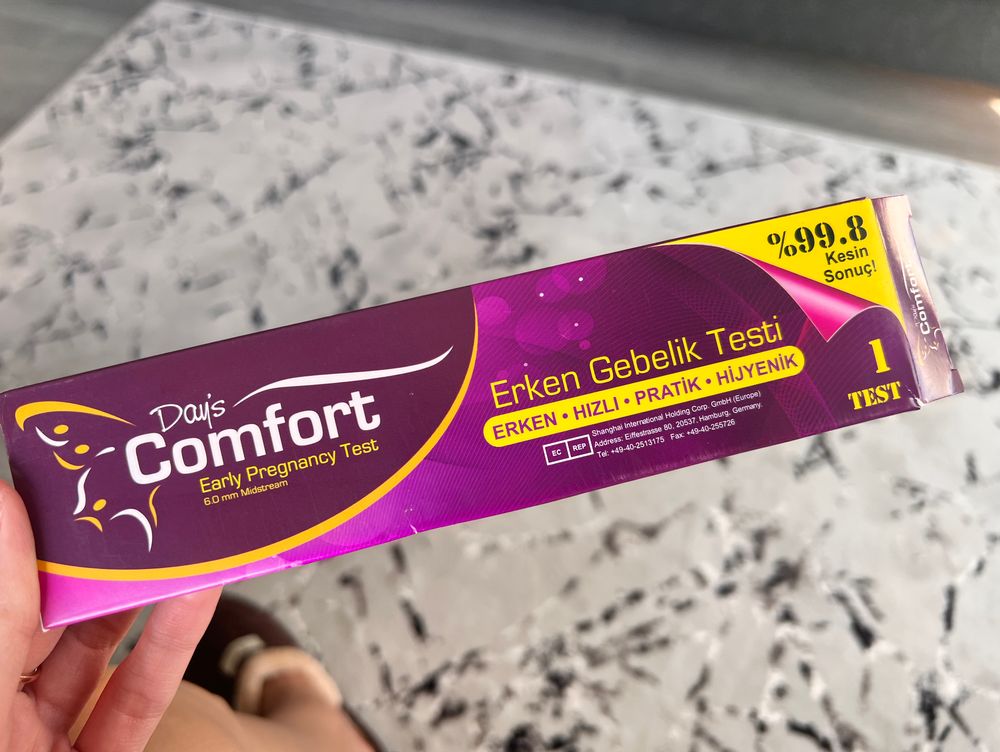 Day's
Comfort
Early Pregnancy Test
6.0 mm Midstream
Erken Gebelik Testi
ERKEN • HIZLI • PRATİK • HİJYENİK
EC REP
Shanghai International Holding Corp. GmbH (Europe)
Address: Eiffestrasse 80, 20537, Hamburg, Germany.
Tel: +49-40-2513175 Fax: +49-40-255726
%99.8
Kesin
Sonuç!
1
TEST
Comfort